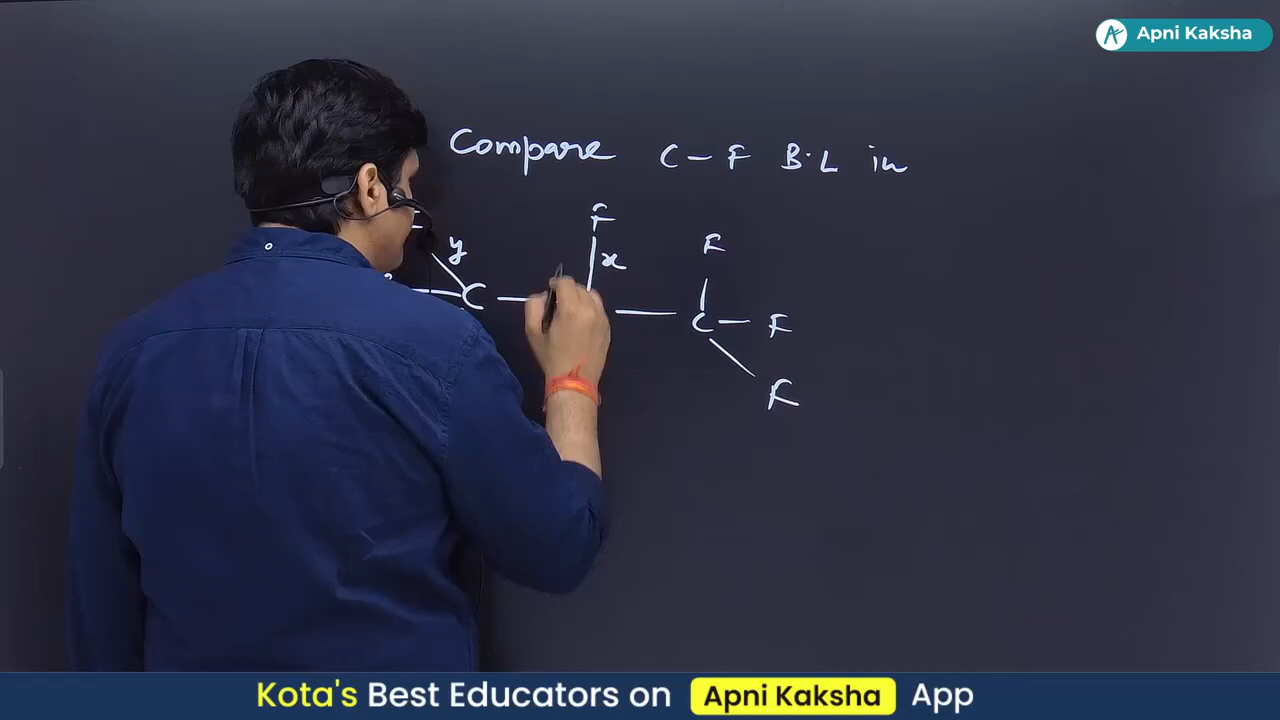 Apni Kaksha
Compare C-F B.L in
F
F
y
x
C
C-F
F
Kota's Best Educators on Apni Kaksha App